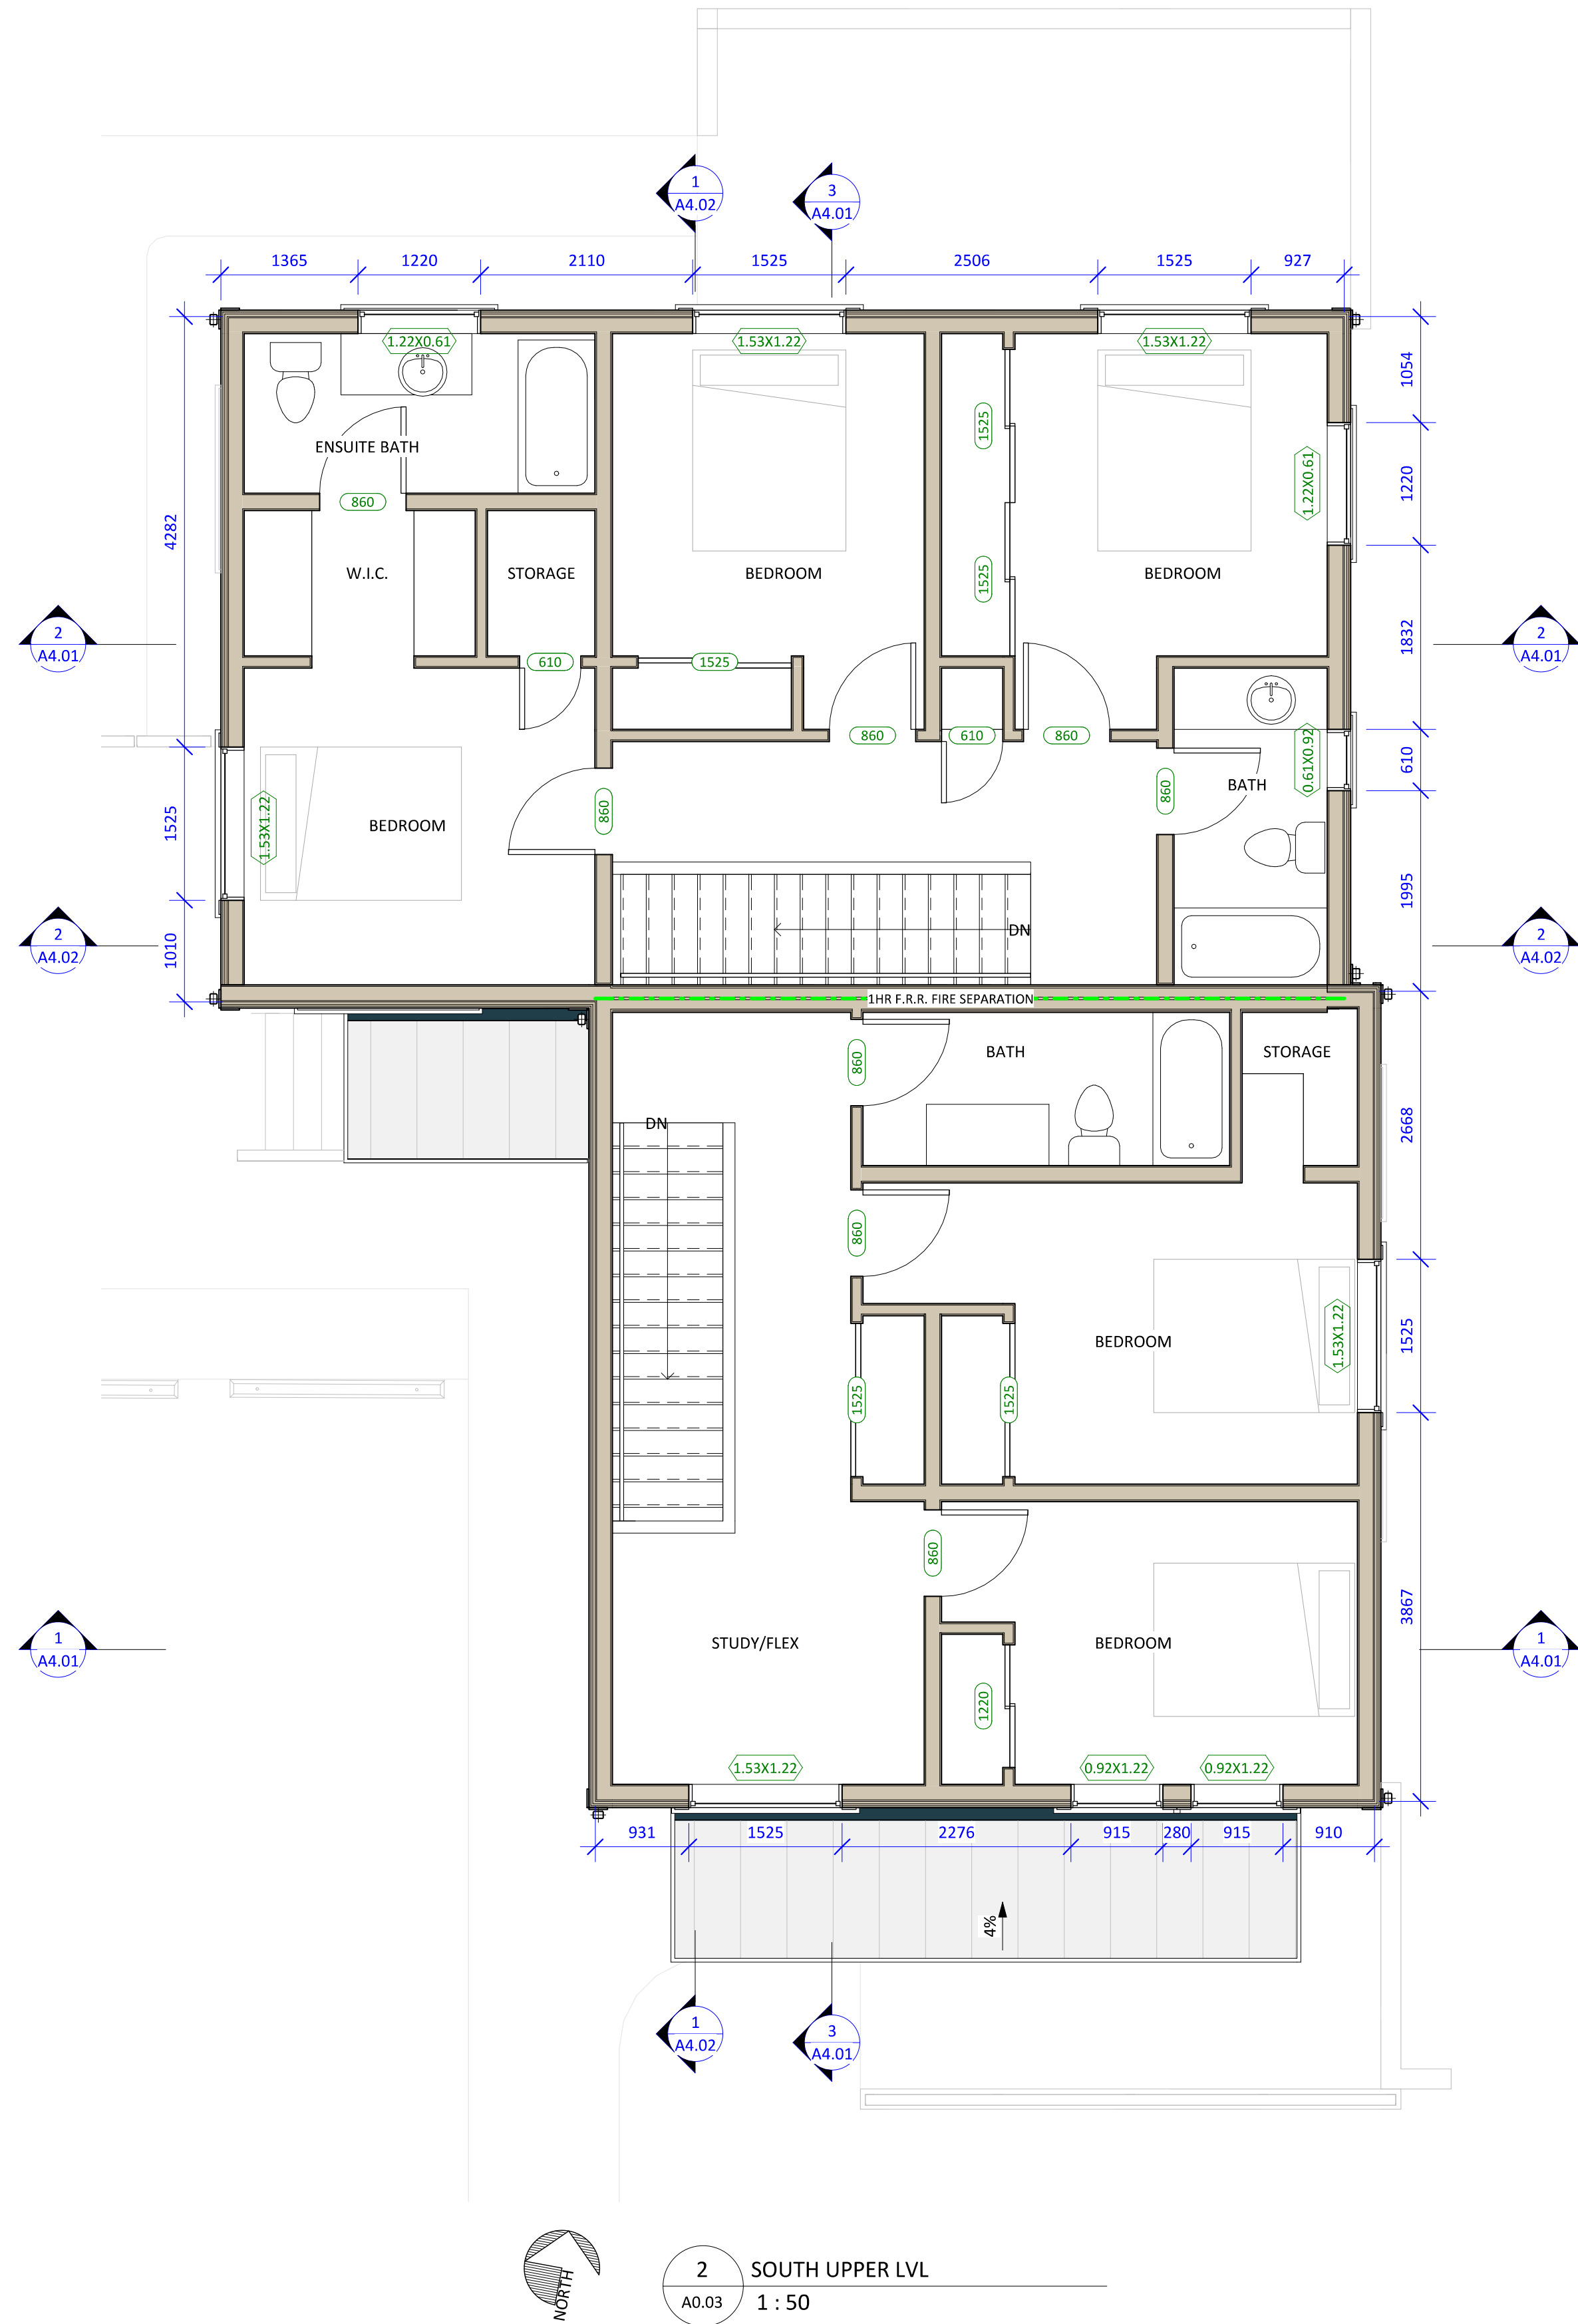 1
A4.02
3
A4.01
1365
1220
2110
1525
2506
1525
927
1.22X0.61
1.53X1.22
1.53X1.22
1054
1525
ENSUITE BATH
1.22X0.61
1220
860
4282
W.I.C.
STORAGE
BEDROOM
1525
BEDROOM
2
A4.01
2
A4.01
610
1525
1832
860
610
860
0.61X0.92
610
BATH
860
860
1.53X1.22
BEDROOM
1525
DN
1995
2
A4.02
1010
2
A4.02
1HR F.R.R. FIRE SEPARATION
860
BATH
STORAGE
DN
2668
860
BEDROOM
1.53X1.22
1525
1525
1525
860
3867
1
A4.01
STUDY/FLEX
BEDROOM
1
A4.01
1220
1.53X1.22
0.92X1.22
0.92X1.22
931
1525
2276
915
280
915
910
4%
1
A4.02
3
A4.01
NORTH
2
A0.03
SOUTH UPPER LVL
1 : 50